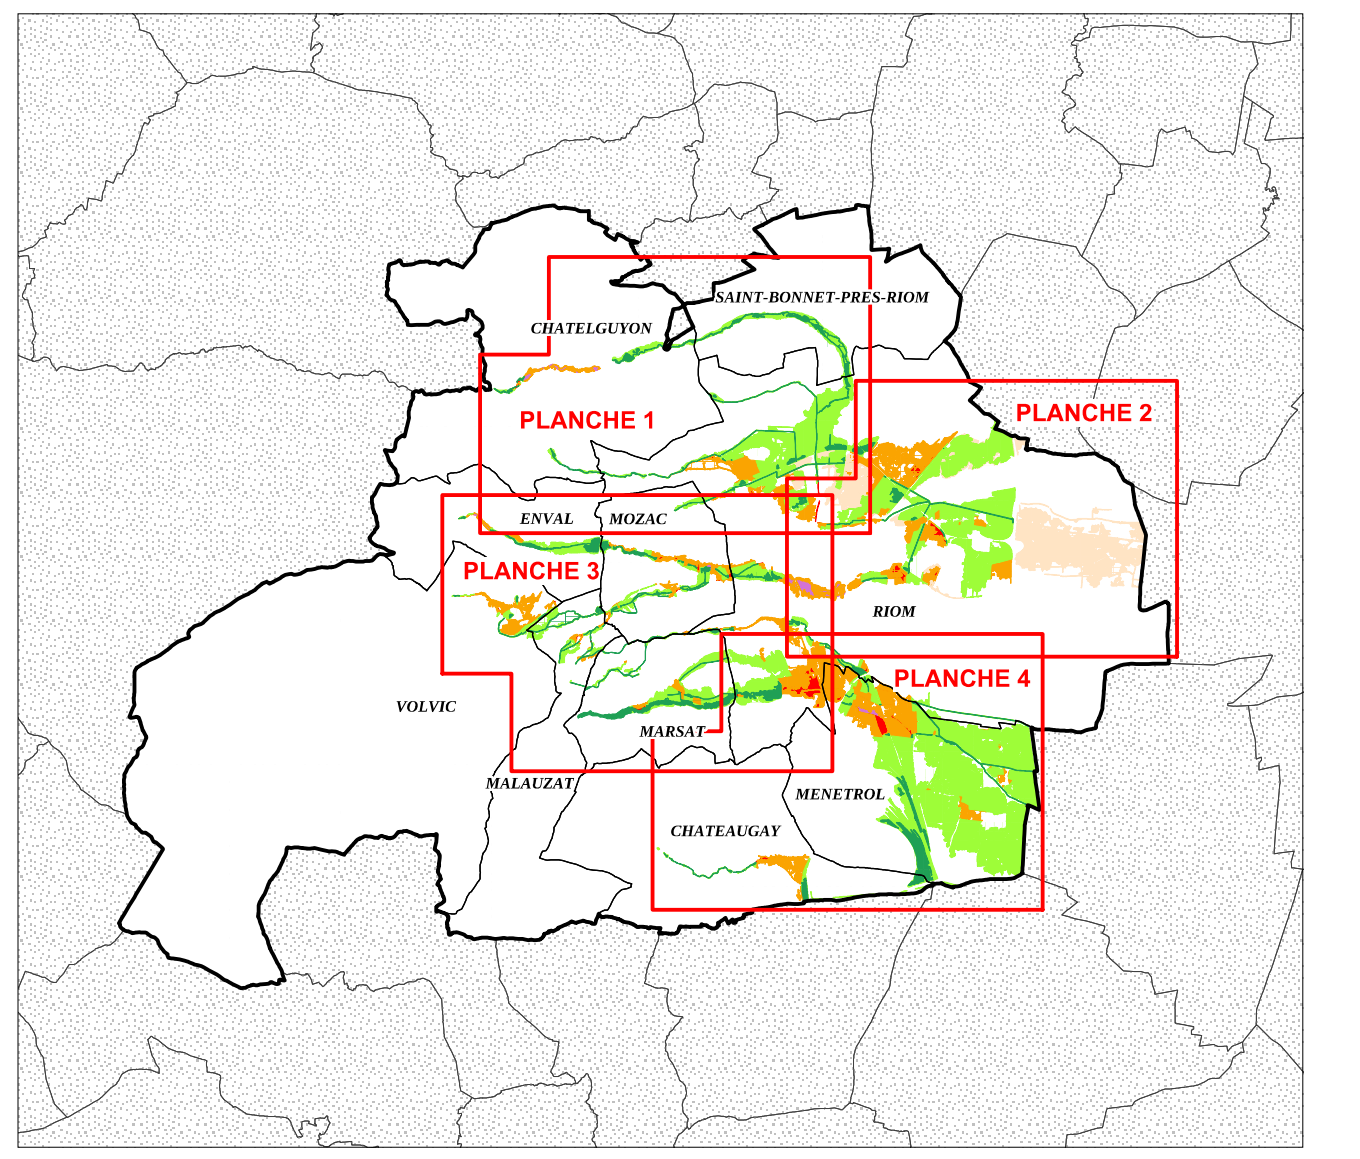 SAINT-BONNET-PRES-RIOM
CHATELGUYON
PLANCHE 1
PLANCHE 2
ENVAL
MOZAC
PLANCHE 3
RIOM
PLANCHE 4
VOLVIC
MARSAT
MALAUZAT
MENETROL
CHATEAUGAY